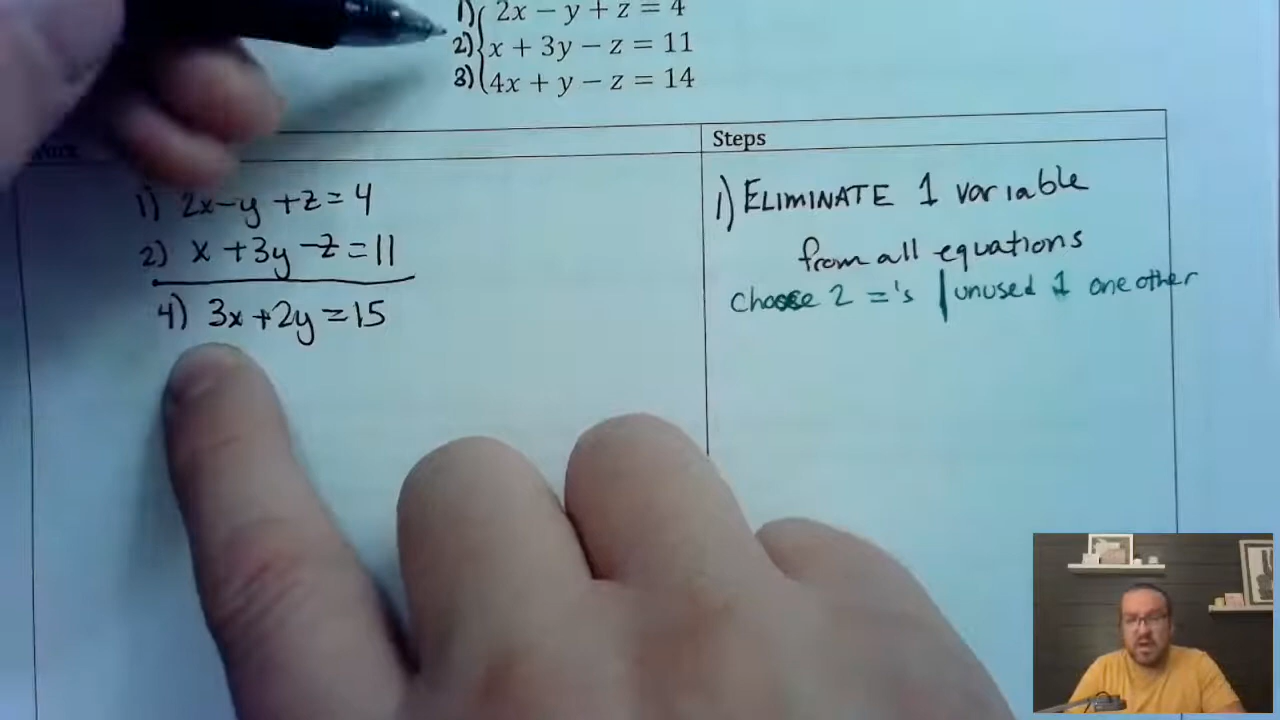 1) 2x − y + z = 4
2) x + 3y − z = 11
3) 4x + y − z = 14
Work
Steps
1) 2x-y +z=4
2) x +3y -z=11
4) 3x+2y=15
1) ELIMINATE 1 variable
from all equations
choose 2 ='s | unused 1 one other